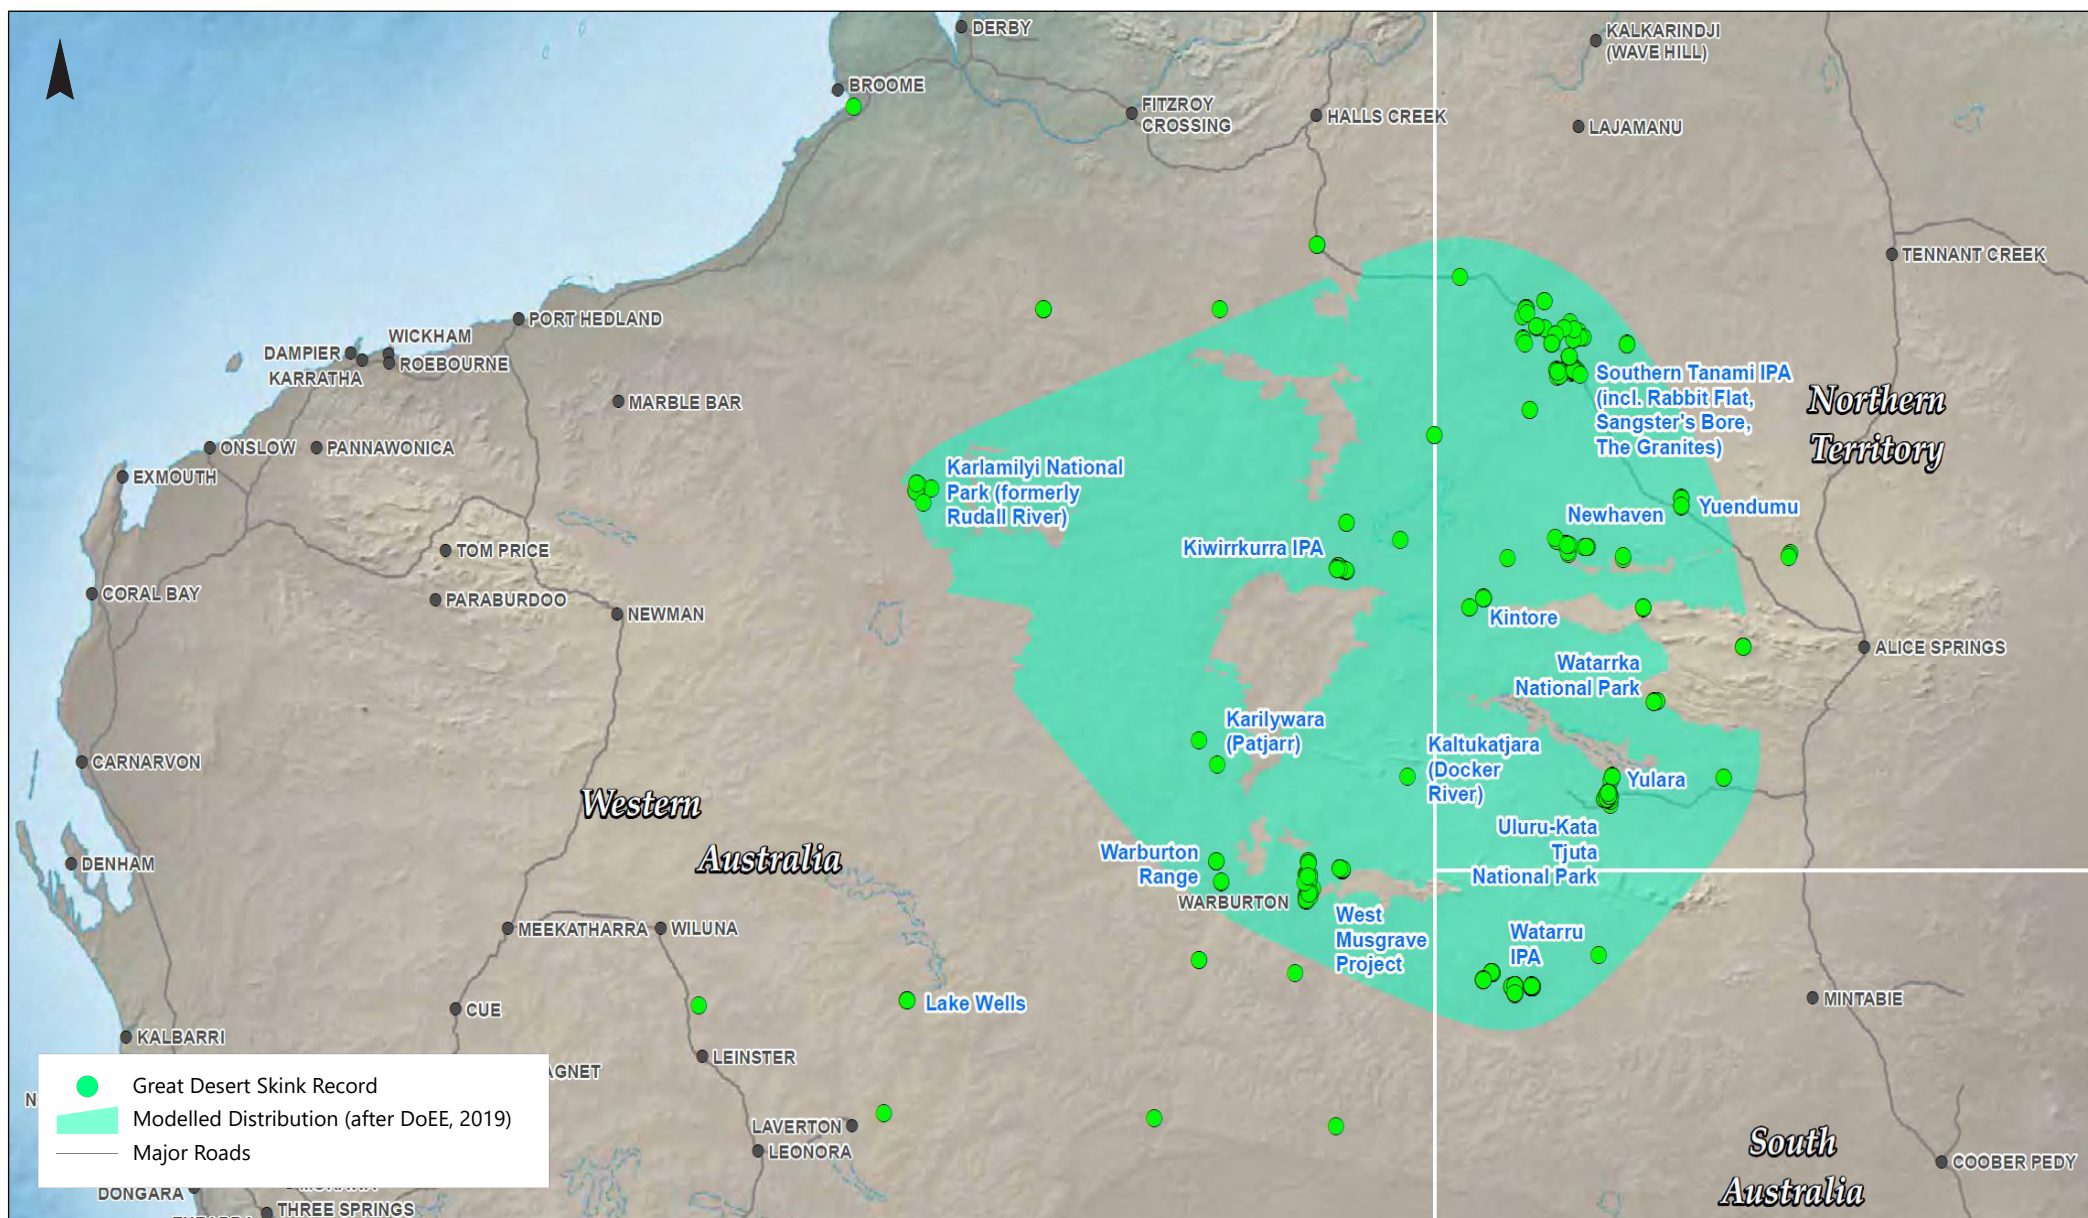 DERBY
KALKARINDJI
(WAVE HILL)
BROOME
FITZROY
CROSSING
HALLS CREEK
LAJAMANU
TENNANT CREEK
PORT HEDLAND
WICKHAM
DAMPIER
ROEBOURNE
KARRATHA
MARBLE BAR
Southern Tanami IPA
(incl. Rabbit Flat,
Sangster's Bore,
The Granites)
Northern
Territory
ONSLOW
PANNAWONICA
EXMOUTH
Karlamilyi National
Park (formerly
Rudall River)
Newhaven
Yuendumu
TOM PRICE
Kiwirrkurra IPA
CORAL BAY
PARABURDOO
NEWMAN
Kintore
ALICE SPRINGS
Watarrka
National Park
Karilywara
(Patjarr)
Kaltukatjara
(Docker
River)
CARNARVON
Yulara
Western
Australia
Uluru-Kata
Tjuta
National Park
DENHAM
Warburton
Range
WARBURTON
West
Musgrave
Project
MEEKATHARRA
WILUNA
Watarru
IPA
Lake Wells
MINTABIE
CUE
KALBARRI
LEINSTER
AGNET
Great Desert Skink Record
Modelled Distribution (after DoEE, 2019)
Major Roads
N
LAVERTON
LEONORA
South
Australia
COOBER PEDY
DONGARA
THREE SPRINGS